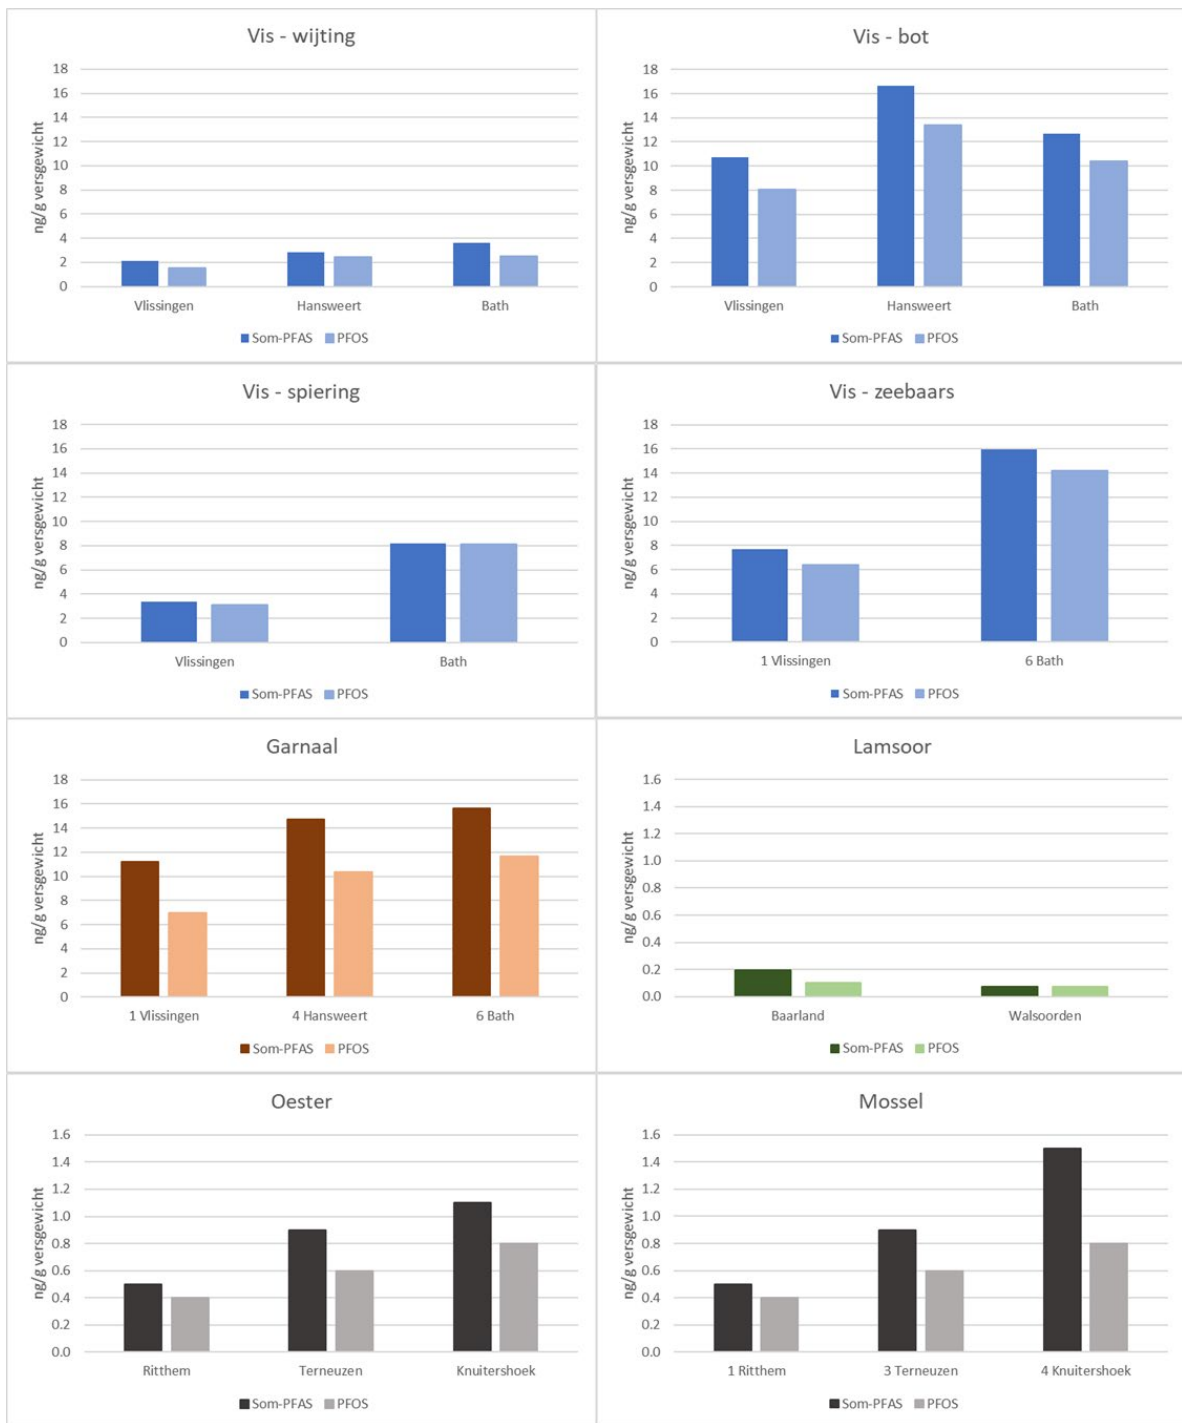 Vis - wijting
ng/g versgewicht
18
16
14
12
10
8
6
4
2
0
Vlissingen Hansweert Bath
Som-PFAS PFOS
Vis - bot
ng/g versgewicht
18
16
14
12
10
8
6
4
2
0
Vlissingen Hansweert Bath
Som-PFAS PFOS
Vis - spiering
ng/g versgewicht
18
16
14
12
10
8
6
4
2
0
Vlissingen Bath
Som-PFAS PFOS
Vis - zeebaars
ng/g versgewicht
18
16
14
12
10
8
6
4
2
0
1 Vlissingen 6 Bath
Som-PFAS PFOS
Garnaal
ng/g versgewicht
18
16
14
12
10
8
6
4
2
0
1 Vlissingen 4 Hansweert 6 Bath
Som-PFAS PFOS
Lamsoor
ng/g versgewicht
1.6
1.4
1.2
1.0
0.8
0.6
0.4
0.2
0.0
Baarland Walsoorden
Som-PFAS PFOS
Oester
ng/g versgewicht
1.6
1.4
1.2
1.0
0.8
0.6
0.4
0.2
0.0
Ritthem Terneuzen Knuitershoek
Som-PFAS PFOS
Mossel
ng/g versgewicht
1.6
1.4
1.2
1.0
0.8
0.6
0.4
0.2
0.0
1 Ritthem 3 Terneuzen 4 Knuitershoek
Som-PFAS PFOS